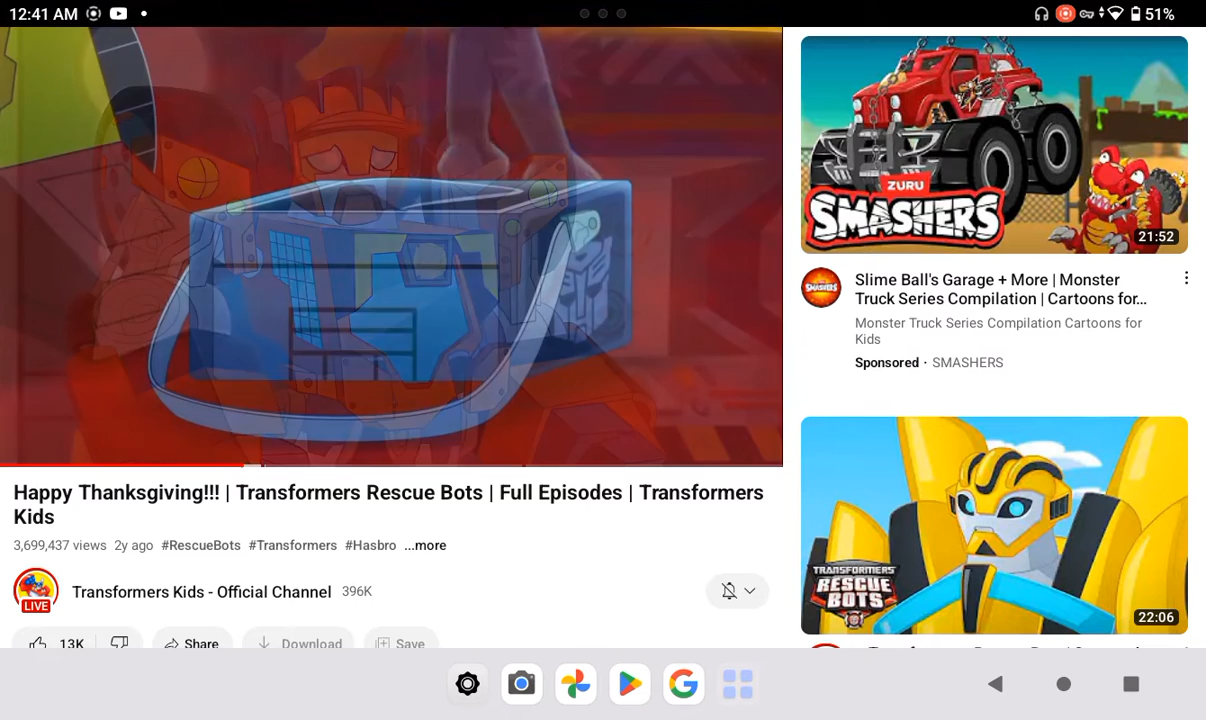 12:41 AM
51%
ZURU
SMASHERS
21:52
Slime Ball's Garage + More | Monster
Truck Series Compilation | Cartoons for...
Monster Truck Series Compilation Cartoons for
Kids
Sponsored · SMASHERS
Happy Thanksgiving!!! | Transformers Rescue Bots | Full Episodes | Transformers
Kids
3,699,437 views 2y ago #RescueBots #Transformers #Hasbro ...more
Transformers Kids - Official Channel 396K
LIVE
13K Share Download Save
TRANSFORMERS
RESCUE
BOTS
22:06